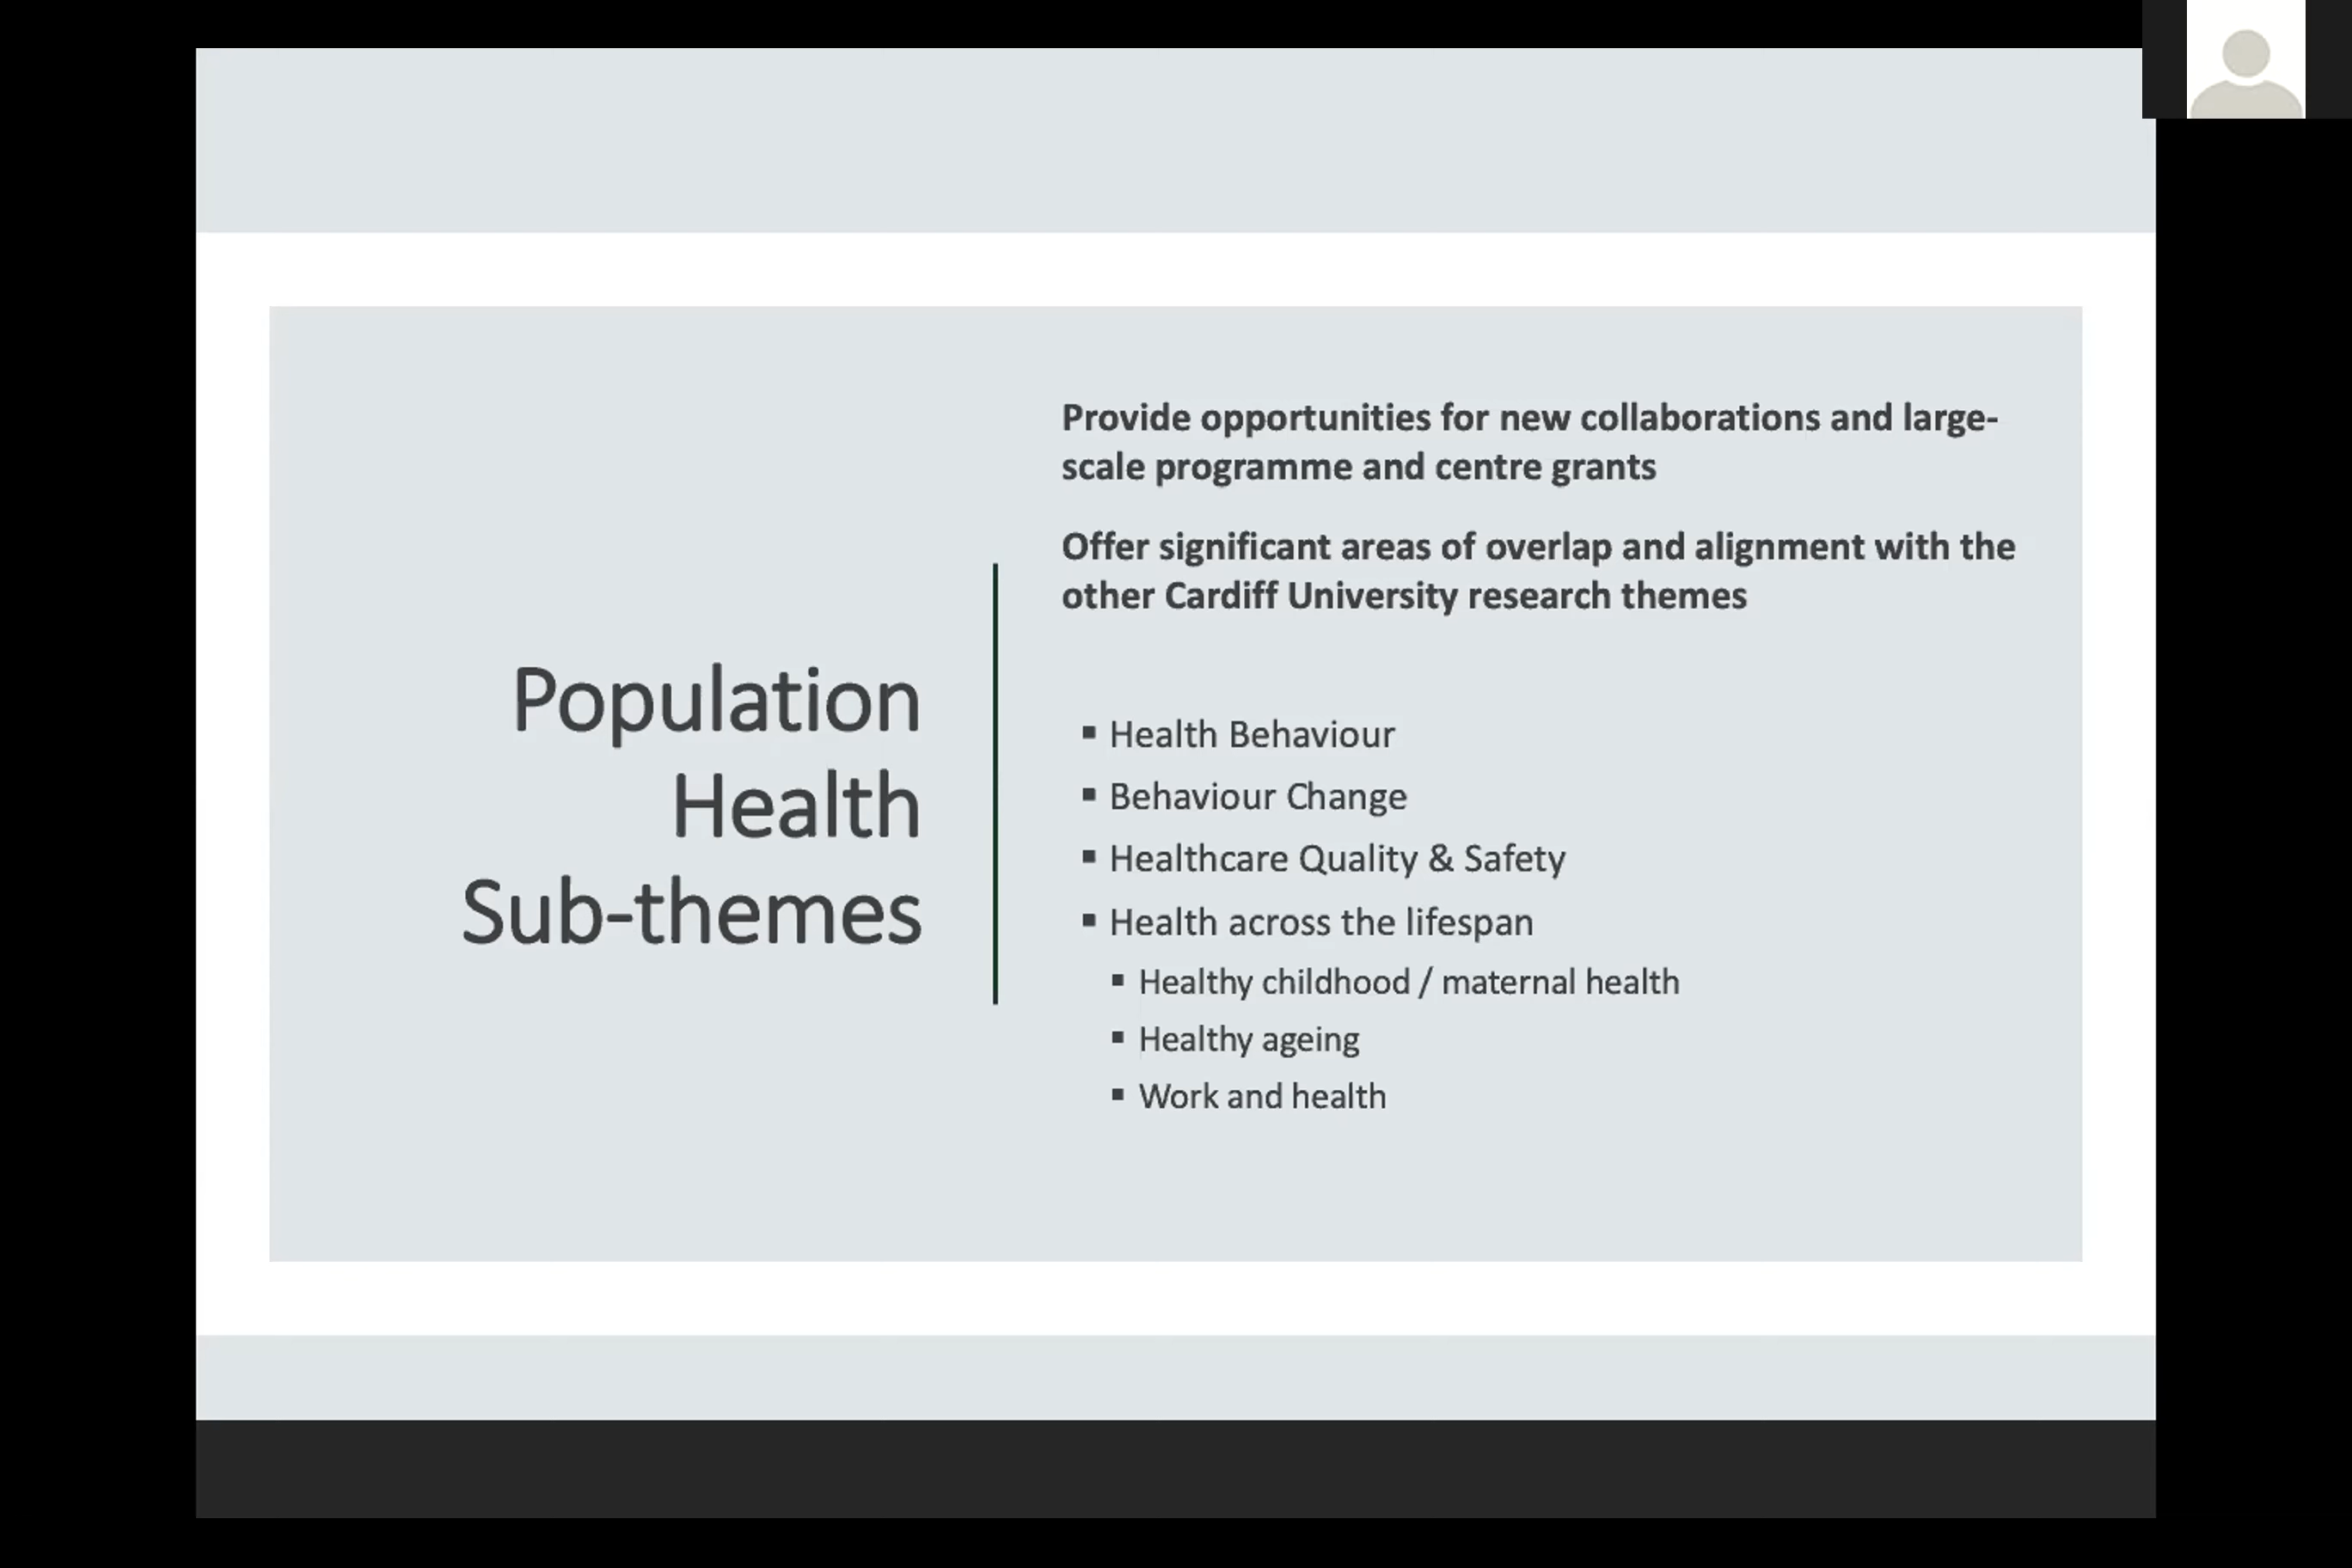 Population
Health
Sub-themes
Provide opportunities for new collaborations and large-
scale programme and centre grants
Offer significant areas of overlap and alignment with the
other Cardiff University research themes
▪ Health Behaviour
▪ Behaviour Change
▪ Healthcare Quality & Safety
▪ Health across the lifespan
▪ Healthy childhood / maternal health
▪ Healthy ageing
▪ Work and health